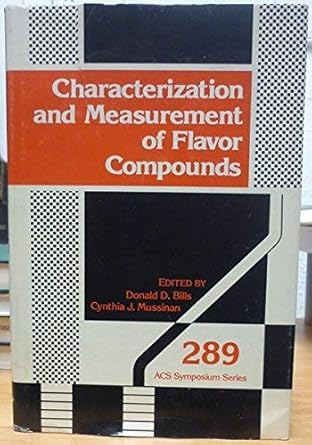 Characterization
and Measurement
of Flavor
Compounds
EDITED BY
Donald D. Bills
Cynthia J. Mussinan
289
ACS Symposium Series